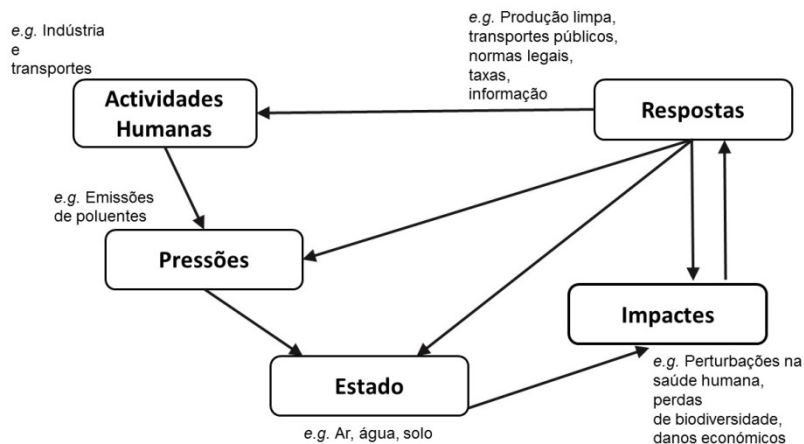 e.g. Indústria
e
transportes
e.g. Produção limpa,
transportes públicos,
normas legais,
taxas,
informação
Actividades
Humanas
Respostas
e.g. Emissões
de poluentes
Pressões
Impactes
Estado
e.g. Ar, água, solo
e.g. Perturbações na
saúde humana,
perdas
de biodiversidade,
danos económicos